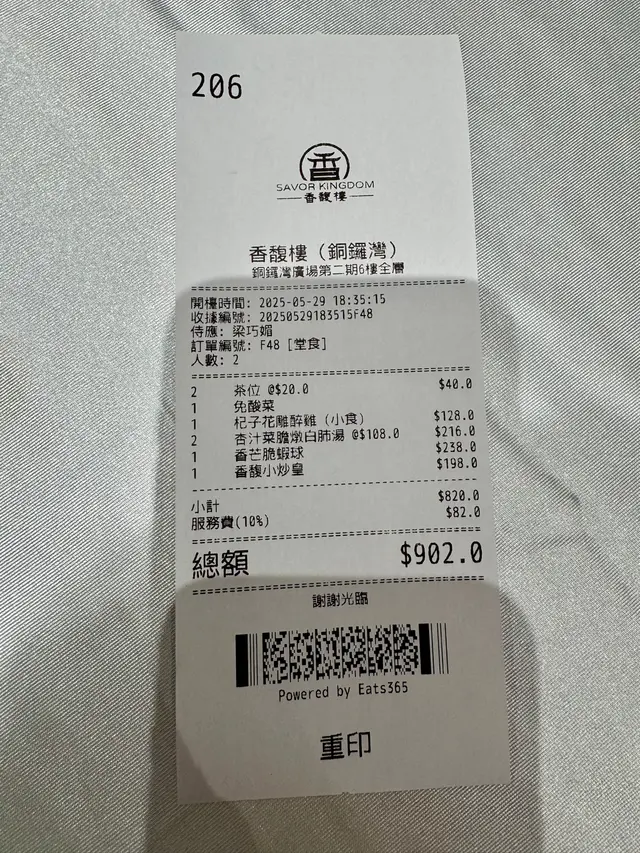 206
香
SAVOR KINGDOM
香馥樓
香馥樓（銅鑼灣）
銅鑼灣廣場第二期6樓全層
開檯時間: 2025-05-29 18:35:15
收據編號: 20250529183515F48
侍應: 梁巧媚
訂單編號: F48 [堂食]
人數: 2
2 茶位 @$20.0 $40.0
1 免酸菜
1 杞子花雕醉雞（小食） $128.0
2 杏汁菜膽燉白肺湯 @$108.0 $216.0
1 香芒脆蝦球 $238.0
1 香馥小炒皇 $198.0
小計 $820.0
服務費(10%) $82.0
總額 $902.0
謝謝光臨
Powered by Eats365
重印